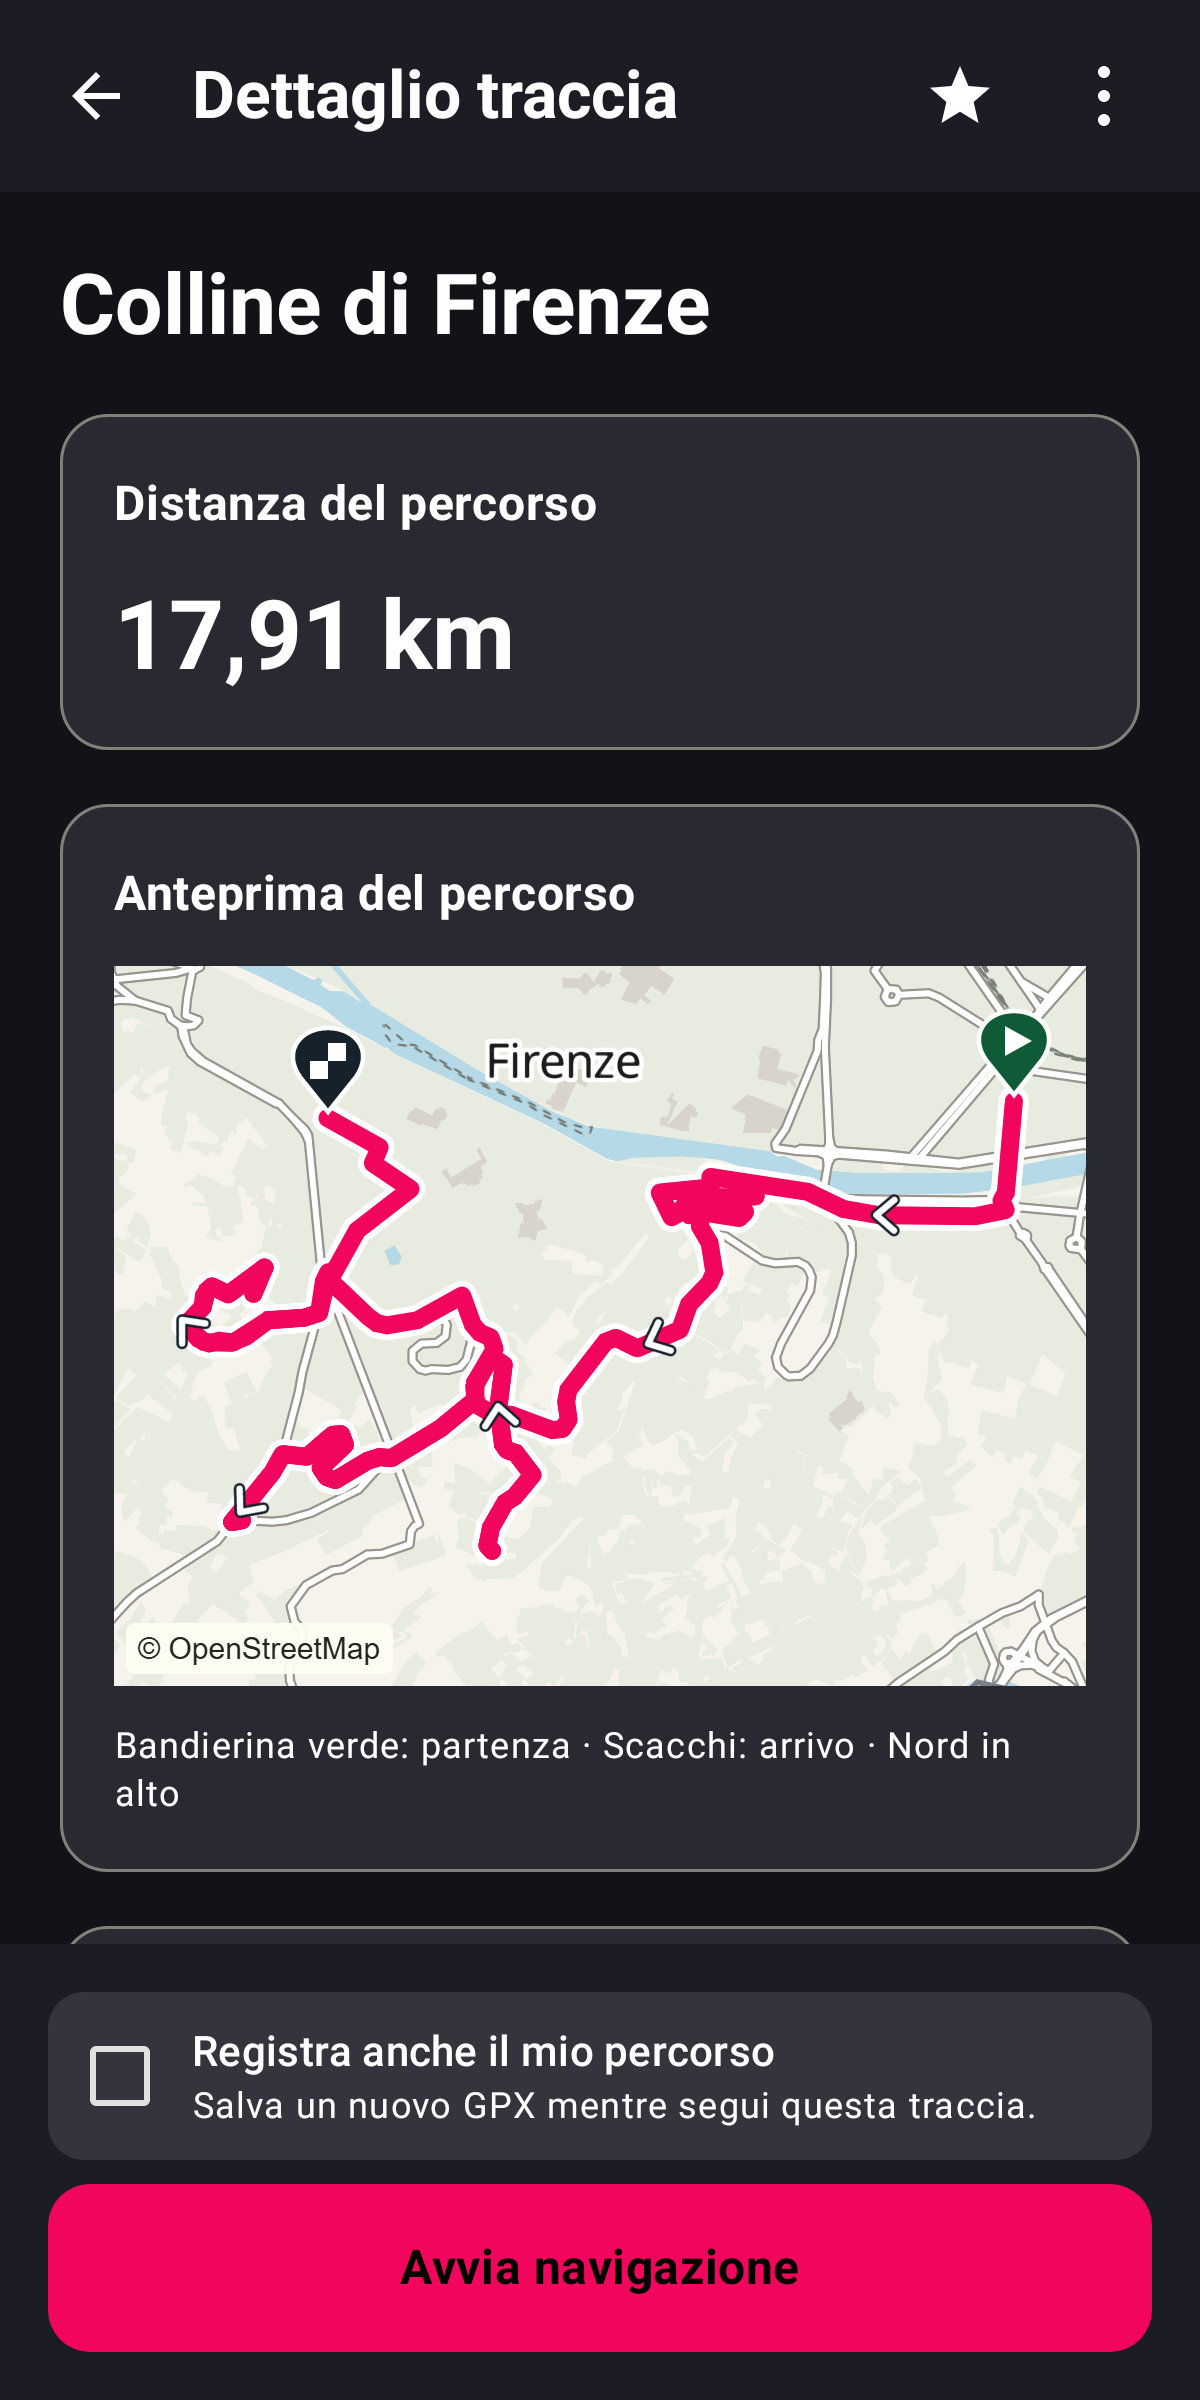 Dettaglio traccia
Colline di Firenze
Distanza del percorso
17,91 km
Anteprima del percorso
Firenze
© OpenStreetMap
Bandierina verde: partenza · Scacchi: arrivo · Nord in
alto
Registra anche il mio percorso
Salva un nuovo GPX mentre segui questa traccia.
Avvia navigazione